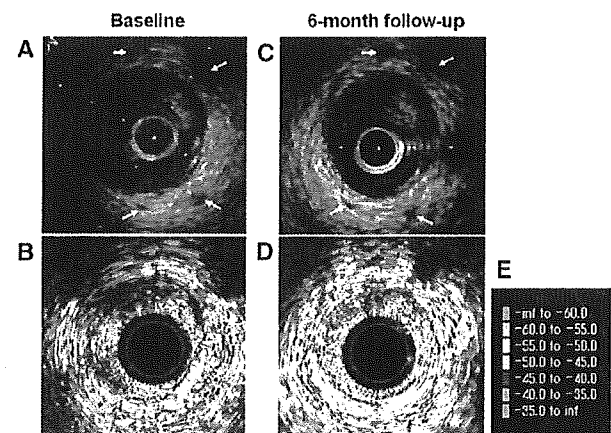 Baseline
6-month follow-up
A
C
B
D
E
-inf to -60.0
-60.0 to -55.0
-55.0 to -50.0
-50.0 to -45.0
-45.0 to -40.0
-40.0 to -35.0
-35.0 to inf